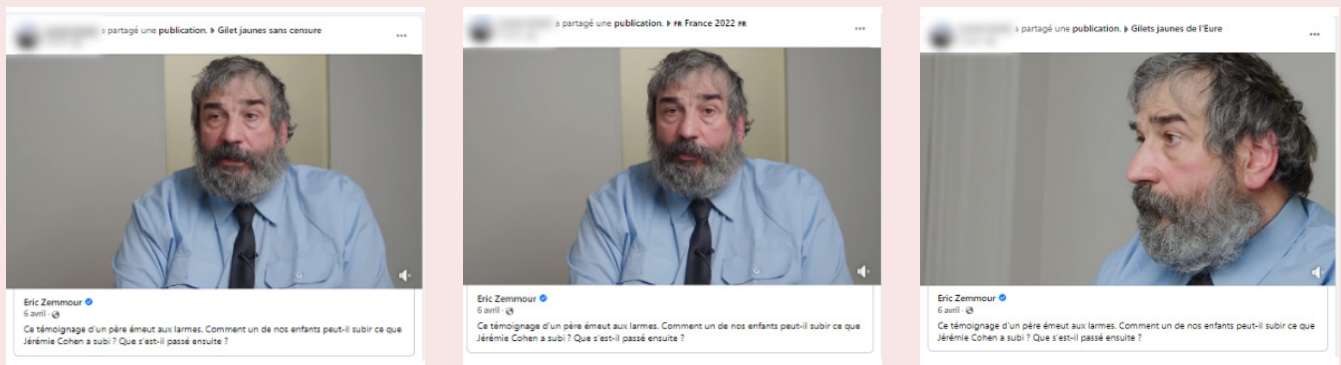 a partagé une publication. ▸ Gilet jaunes sans censure
Eric Zemmour
6 avril ·
Ce témoignage d'un père émeut aux larmes. Comment un de nos enfants peut-il subir ce que
Jérémie Cohen a subi ? Que s'est-il passé ensuite ?
a partagé une publication. ▸ FR France 2022 FR
Eric Zemmour
6 avril ·
Ce témoignage d'un père émeut aux larmes. Comment un de nos enfants peut-il subir ce que
Jérémie Cohen a subi ? Que s'est-il passé ensuite ?
a partagé une publication. ▸ Gilets jaunes de l'Eure
Eric Zemmour
6 avril ·
Ce témoignage d'un père émeut aux larmes. Comment un de nos enfants peut-il subir ce que
Jérémie Cohen a subi ? Que s'est-il passé ensuite ?